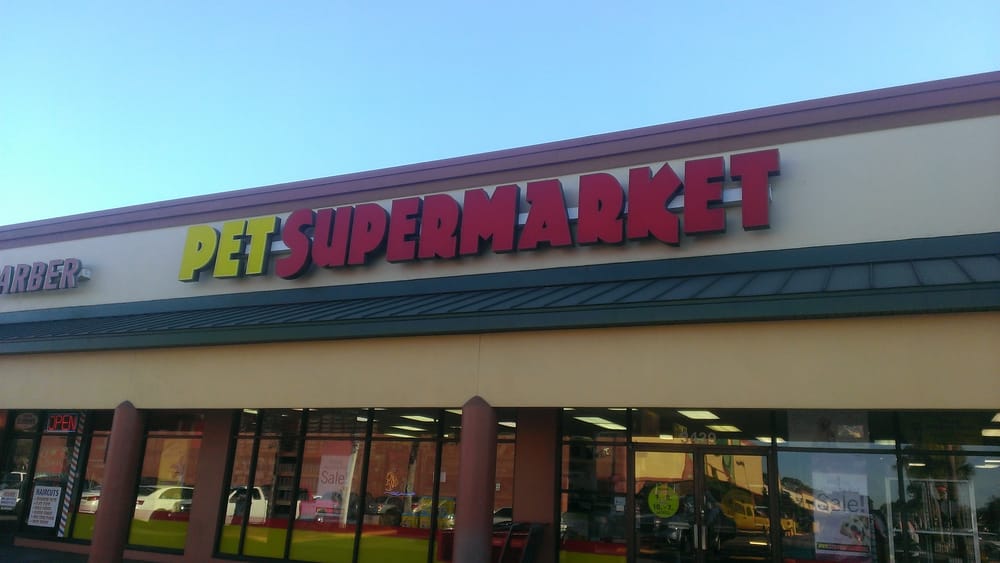 ARBER
PET SUPERMARKET
OPEN
HAIRCUTS
Sale!
Sale!